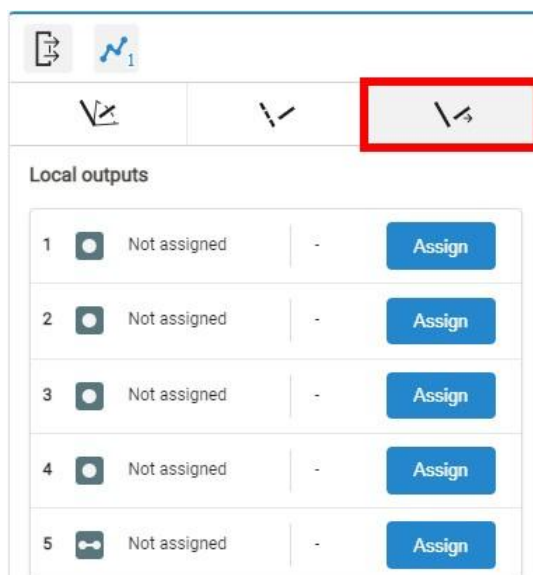 1
Local outputs
1 Not assigned - Assign
2 Not assigned - Assign
3 Not assigned - Assign
4 Not assigned - Assign
5 Not assigned - Assign